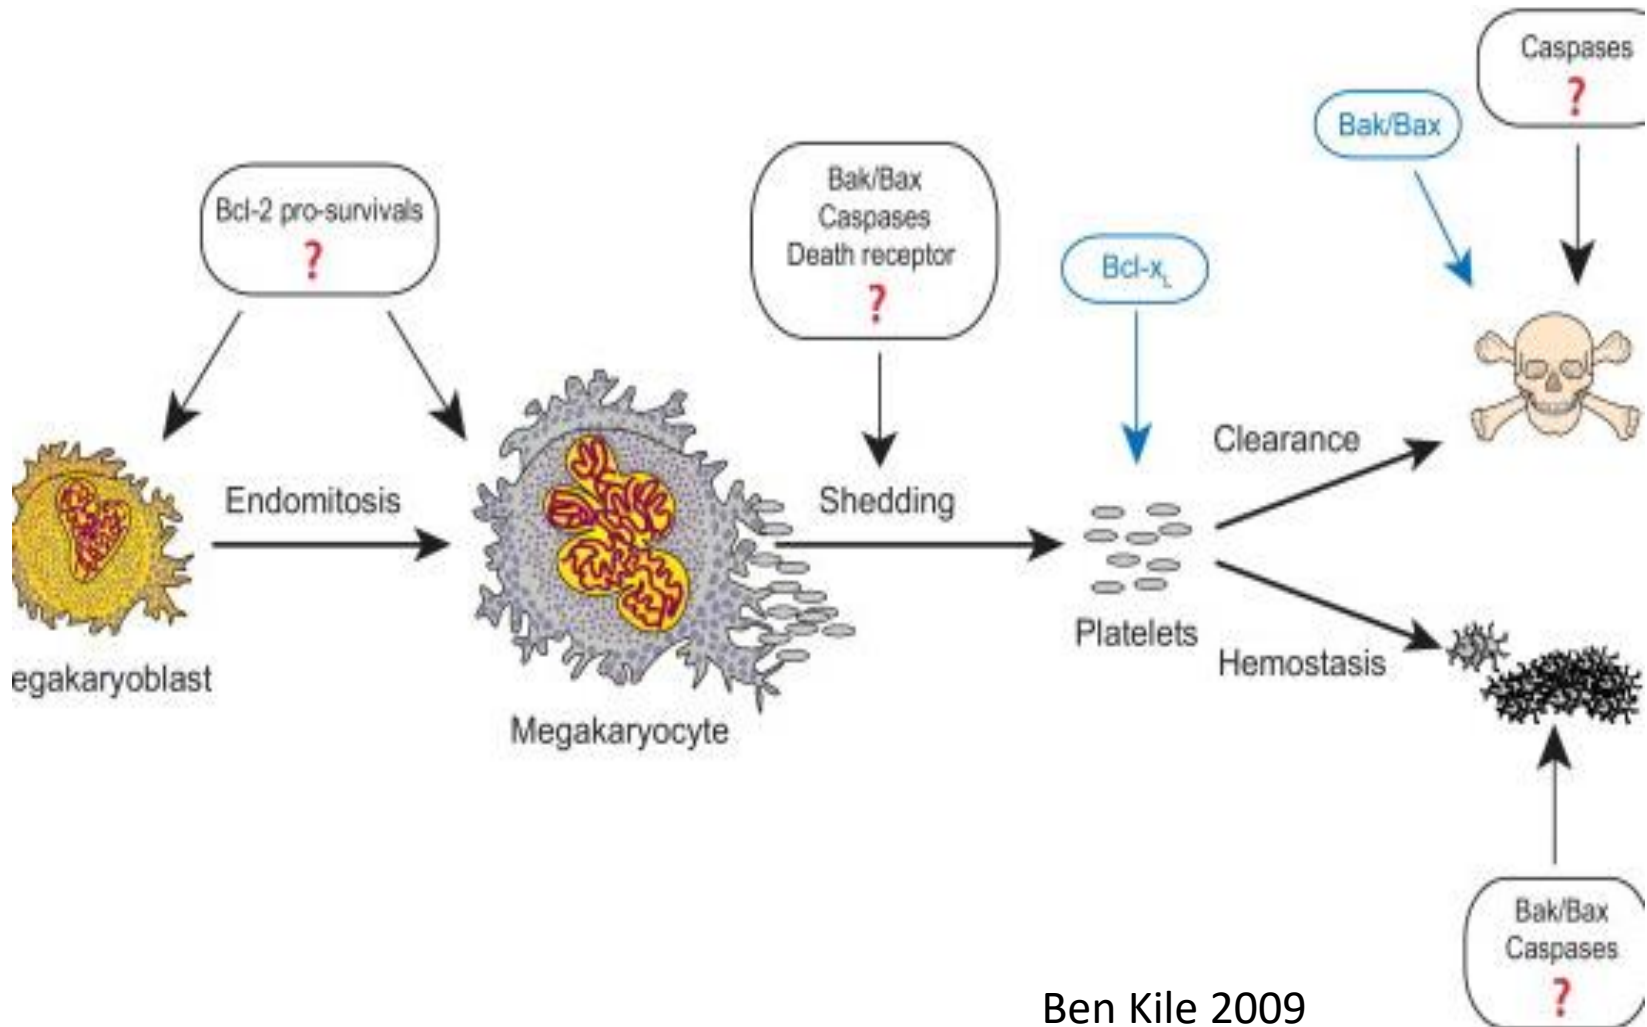 Caspases
?
Bak/Bax
Bcl-2 pro-survivals
?
Bak/Bax
Caspases
Death receptor
?
Bcl-xL
Endomitosis
Shedding
Clearance
Platelets
Hemostasis
egakaryoblast
Megakaryocyte
Bak/Bax
Caspases
?
Ben Kile 2009